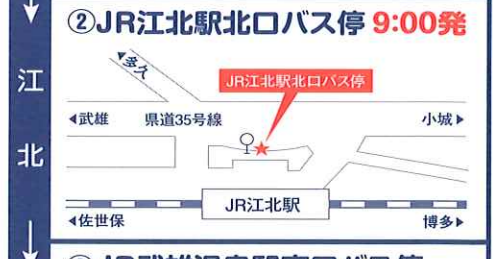 ②JR江北駅北口バス停 9:00発
江北
多久
JR江北駅北口バス停
武雄 県道35号線 小城
JR江北駅
佐世保 博多